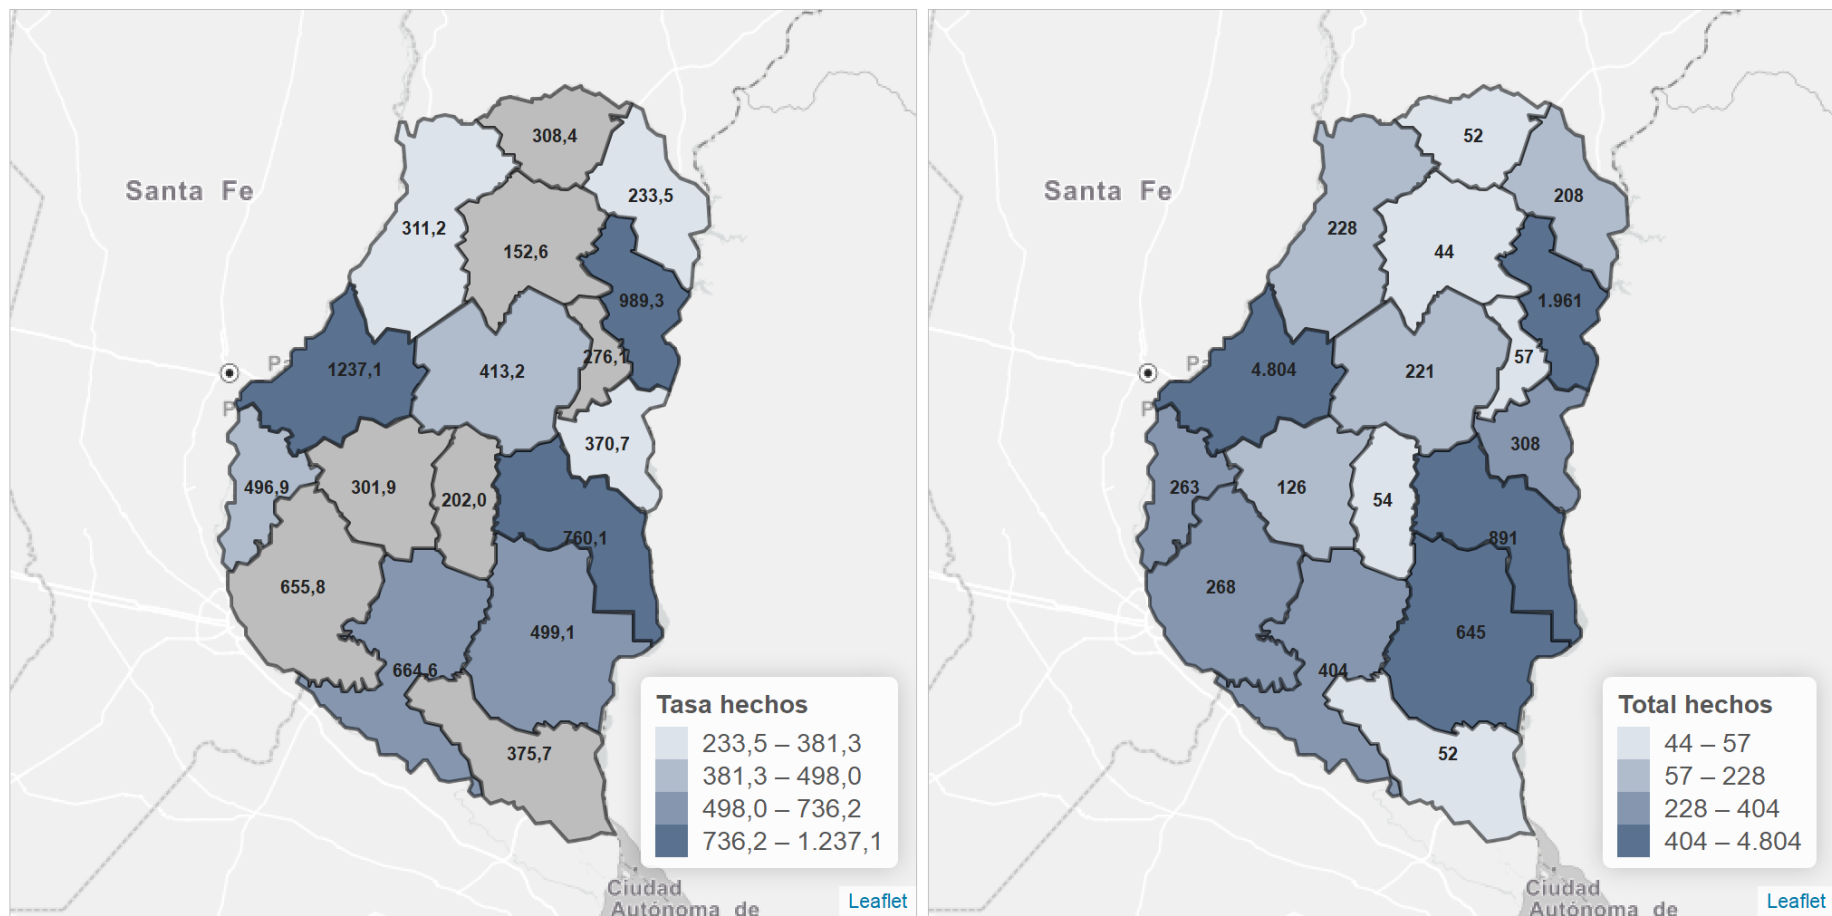 308,4
Santa Fe
233,5
311,2
152,6
989,3
276,1
1237,1
413,2
370,7
496,9
301,9
202,0
760,1
655,8
499,1
664,6
375,7
Tasa hechos
233,5 – 381,3
381,3 – 498,0
498,0 – 736,2
736,2 – 1.237,1
Ciudad
Autónoma de
Leaflet
52
Santa Fe
208
228
44
1.961
57
4.804
221
308
263
126
54
891
268
645
404
52
Total hechos
44 – 57
57 – 228
228 – 404
404 – 4.804
Ciudad
Autónoma de
Leaflet